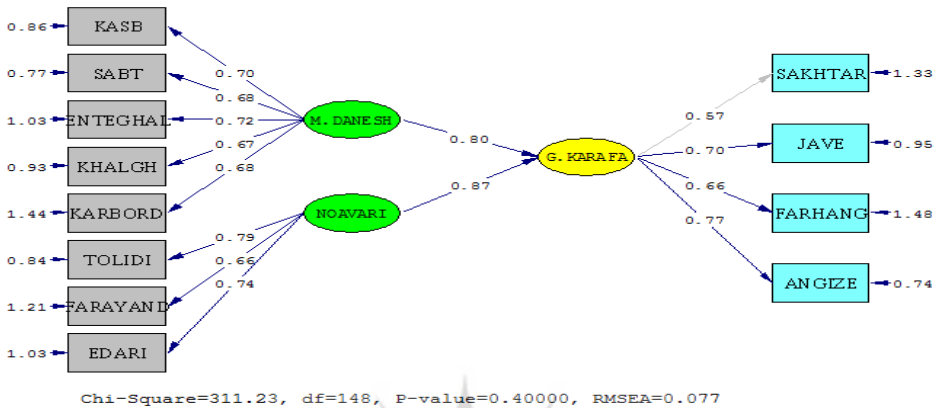 0.86 KASB
0.77 SABT
1.03 ENTEGHAL
0.93 KHALGH
1.44 KARBORD
0.84 TOLIDI
1.21 FARAYAND
1.03 EDARI
0.70
0.68
0.72
0.67
0.68
0.79
0.66
0.74
M.DANESH
NOAVARI
0.80
0.87
G.KARAFA
0.57
0.70
0.66
0.77
SAKHTAR 1.33
JAVE 0.95
FARHANG 1.48
ANGIZE 0.74
Chi-Square=311.23, df=148, P-value=0.40000, RMSEA=0.077